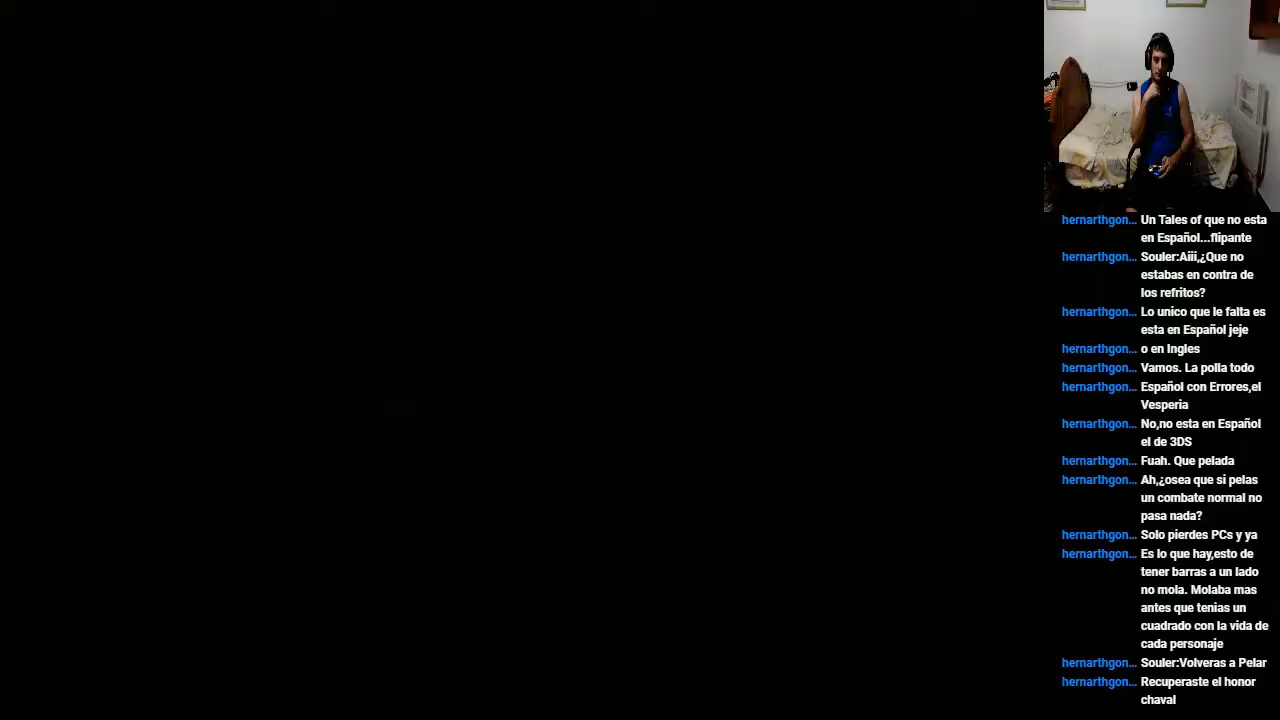 hernarthgon... Un Tales of que no esta
en Español...flipante
hernarthgon... Souler:Aiii,¿Que no
estabas en contra de
los refritos?
hernarthgon... Lo unico que le falta es
esta en Español jeje
hernarthgon... o en Ingles
hernarthgon... Vamos. La polla todo
hernarthgon... Español con Errores,el
Vesperia
hernarthgon... No,no esta en Español
el de 3DS
hernarthgon... Fuah. Que pelada
hernarthgon... Ah,¿osea que si pelas
un combate normal no
pasa nada?
hernarthgon... Solo pierdes PCs y ya
hernarthgon... Es lo que hay,esto de
tener barras a un lado
no mola. Molaba mas
antes que tenias un
cuadrado con la vida de
cada personaje
hernarthgon... Souler:Volveras a Pelar
hernarthgon... Recuperaste el honor
chaval